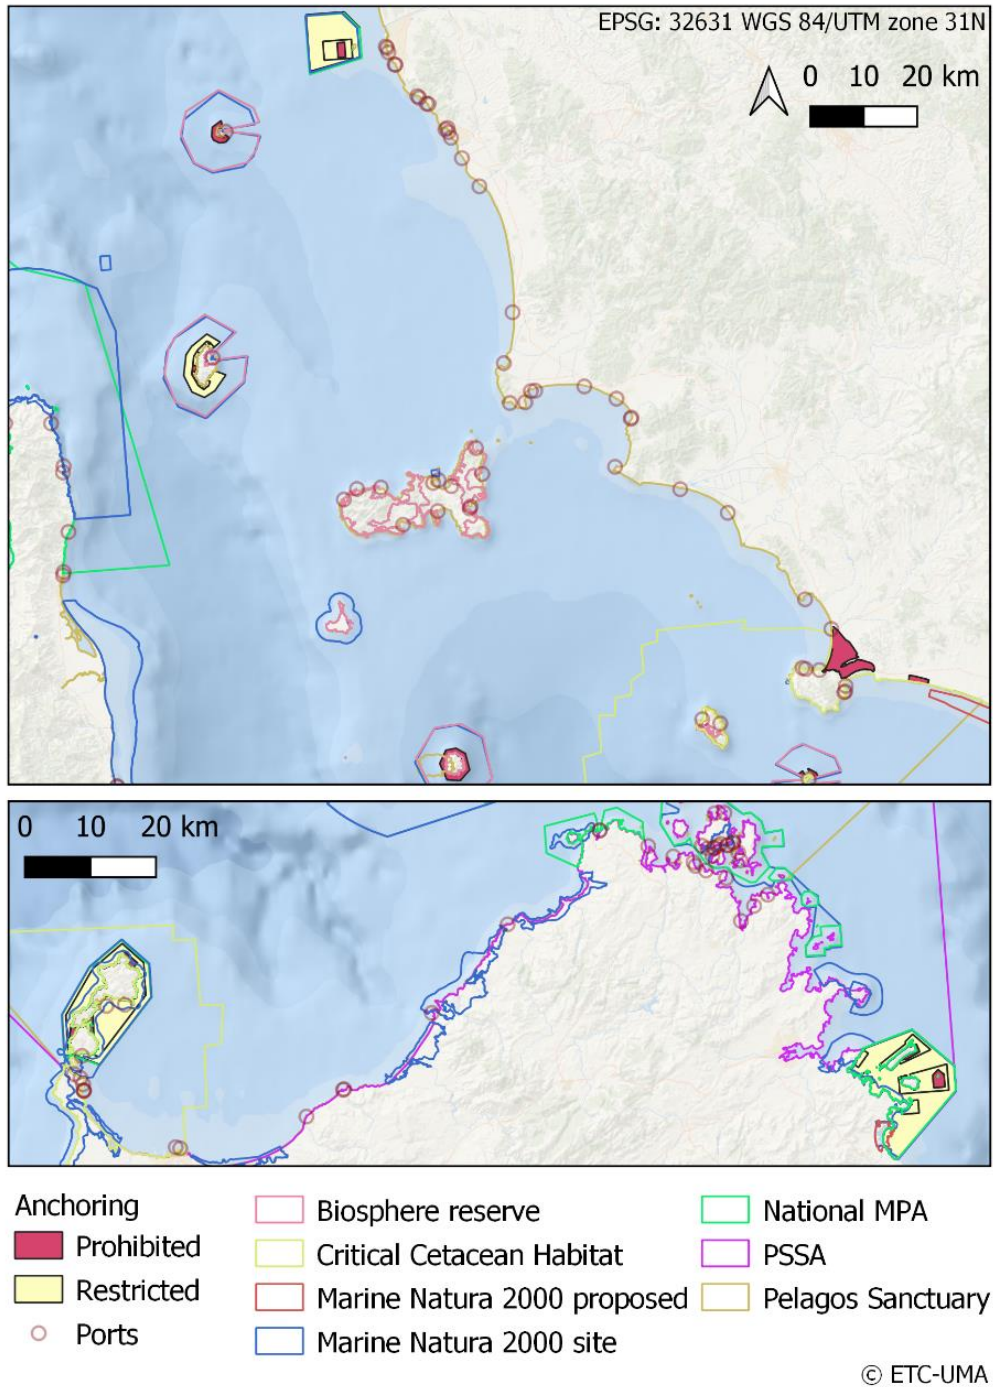 EPSG: 32631 WGS 84/UTM zone 31N
0 10 20 km
0 10 20 km
Anchoring
Prohibited
Restricted
Ports
Biosphere reserve
Critical Cetacean Habitat
Marine Natura 2000 proposed
Marine Natura 2000 site
National MPA
PSSA
Pelagos Sanctuary
© ETC-UMA